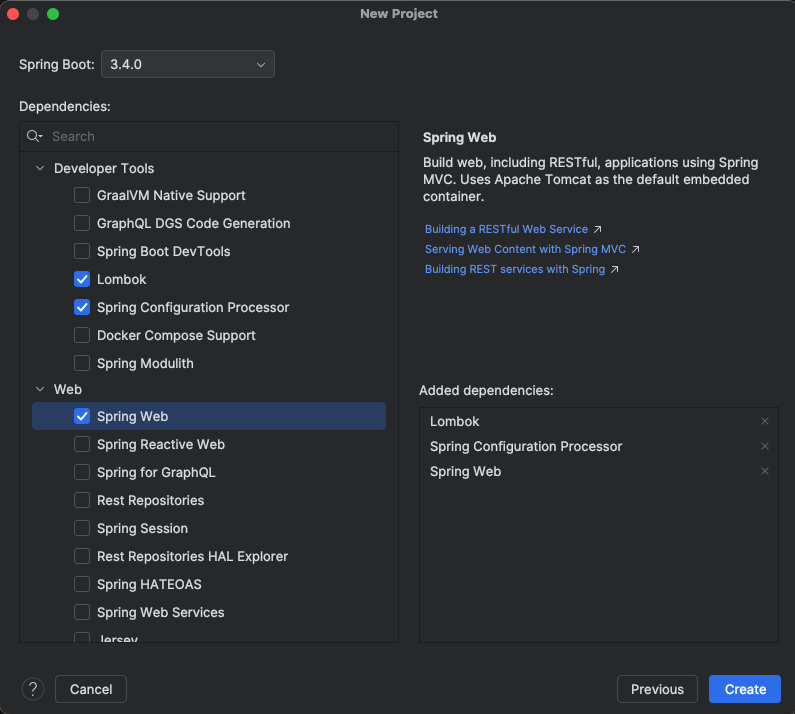 New Project
Spring Boot: 3.4.0
Dependencies:
Search
Developer Tools
GraalVM Native Support
GraphQL DGS Code Generation
Spring Boot DevTools
Lombok
Spring Configuration Processor
Docker Compose Support
Spring Modulith
Web
Spring Web
Spring Reactive Web
Spring for GraphQL
Rest Repositories
Spring Session
Rest Repositories HAL Explorer
Spring HATEOAS
Spring Web Services
Jersey
Spring Web
Build web, including RESTful, applications using Spring
MVC. Uses Apache Tomcat as the default embedded
container.
Building a RESTful Web Service ↗
Serving Web Content with Spring MVC ↗
Building REST services with Spring ↗
Added dependencies:
Lombok
Spring Configuration Processor
Spring Web
?
Cancel
Previous
Create